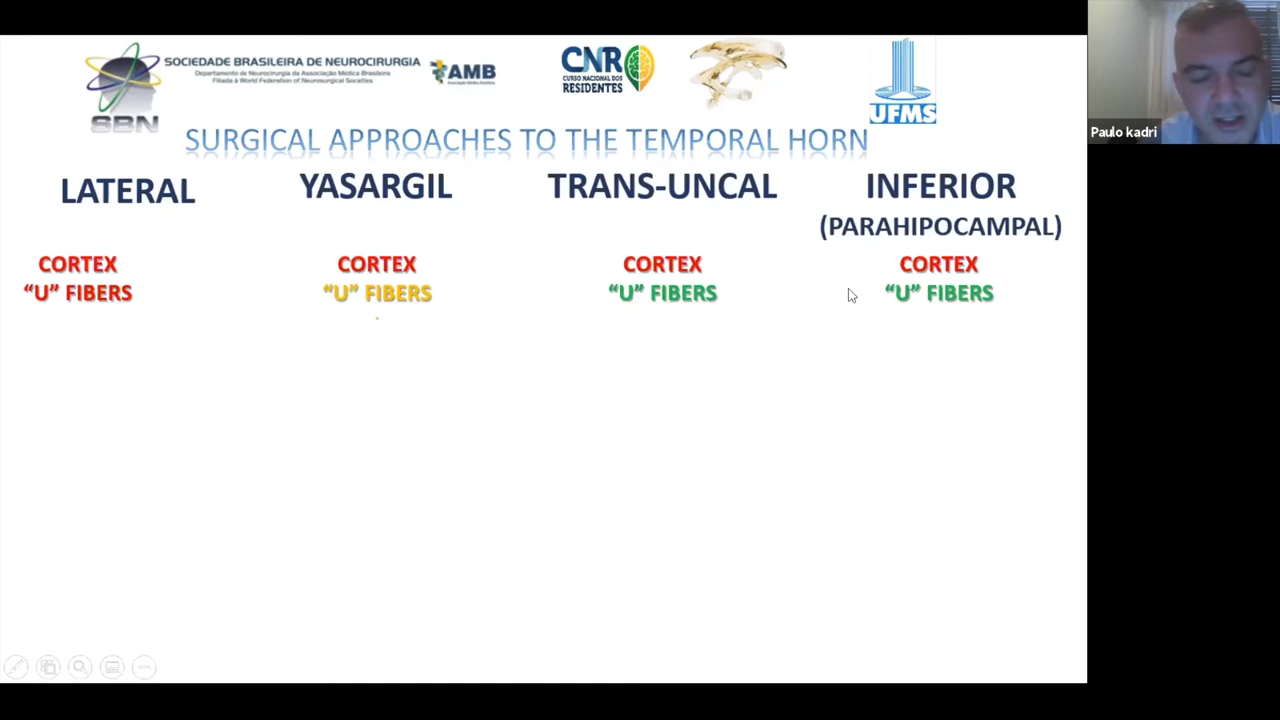 SOCIEDADE BRASILEIRA DE NEUROCIRURGIA
Departamento de Neurocirurgia da Associação Médica Brasileira
Filiada à World Federation of Neurosurgical Societies
SBN
AMB
CNR
CURSO NACIONAL DOS
RESIDENTES
UFMS
Paulo kadri
SURGICAL APPROACHES TO THE TEMPORAL HORN
LATERAL
YASARGIL
TRANS-UNCAL
INFERIOR
(PARAHIPOCAMPAL)
CORTEX
"U" FIBERS
CORTEX
"U" FIBERS
CORTEX
"U" FIBERS
CORTEX
"U" FIBERS